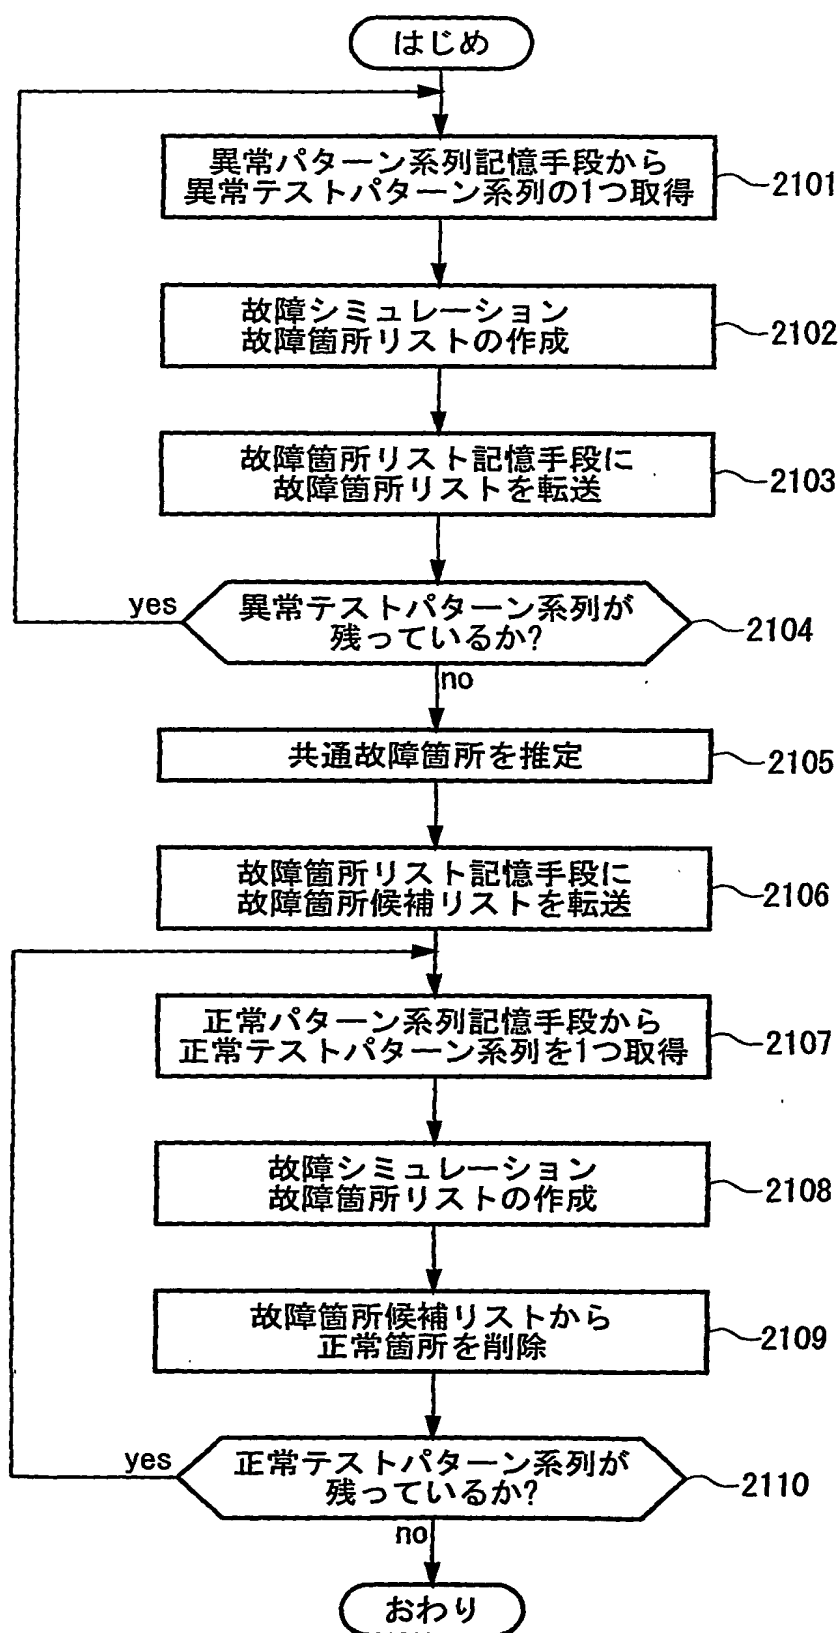 はじめ
異常パターン系列記憶手段から
異常テストパターン系列の1つ取得
2101
故障シミュレーション
故障箇所リストの作成
2102
故障箇所リスト記憶手段に
故障箇所リストを転送
2103
yes
異常テストパターン系列が
残っているか?
2104
no
共通故障箇所を推定
2105
故障箇所リスト記憶手段に
故障箇所候補リストを転送
2106
正常パターン系列記憶手段から
正常テストパターン系列を1つ取得
2107
故障シミュレーション
故障箇所リストの作成
2108
故障箇所候補リストから
正常箇所を削除
2109
yes
正常テストパターン系列が
残っているか?
2110
no
おわり